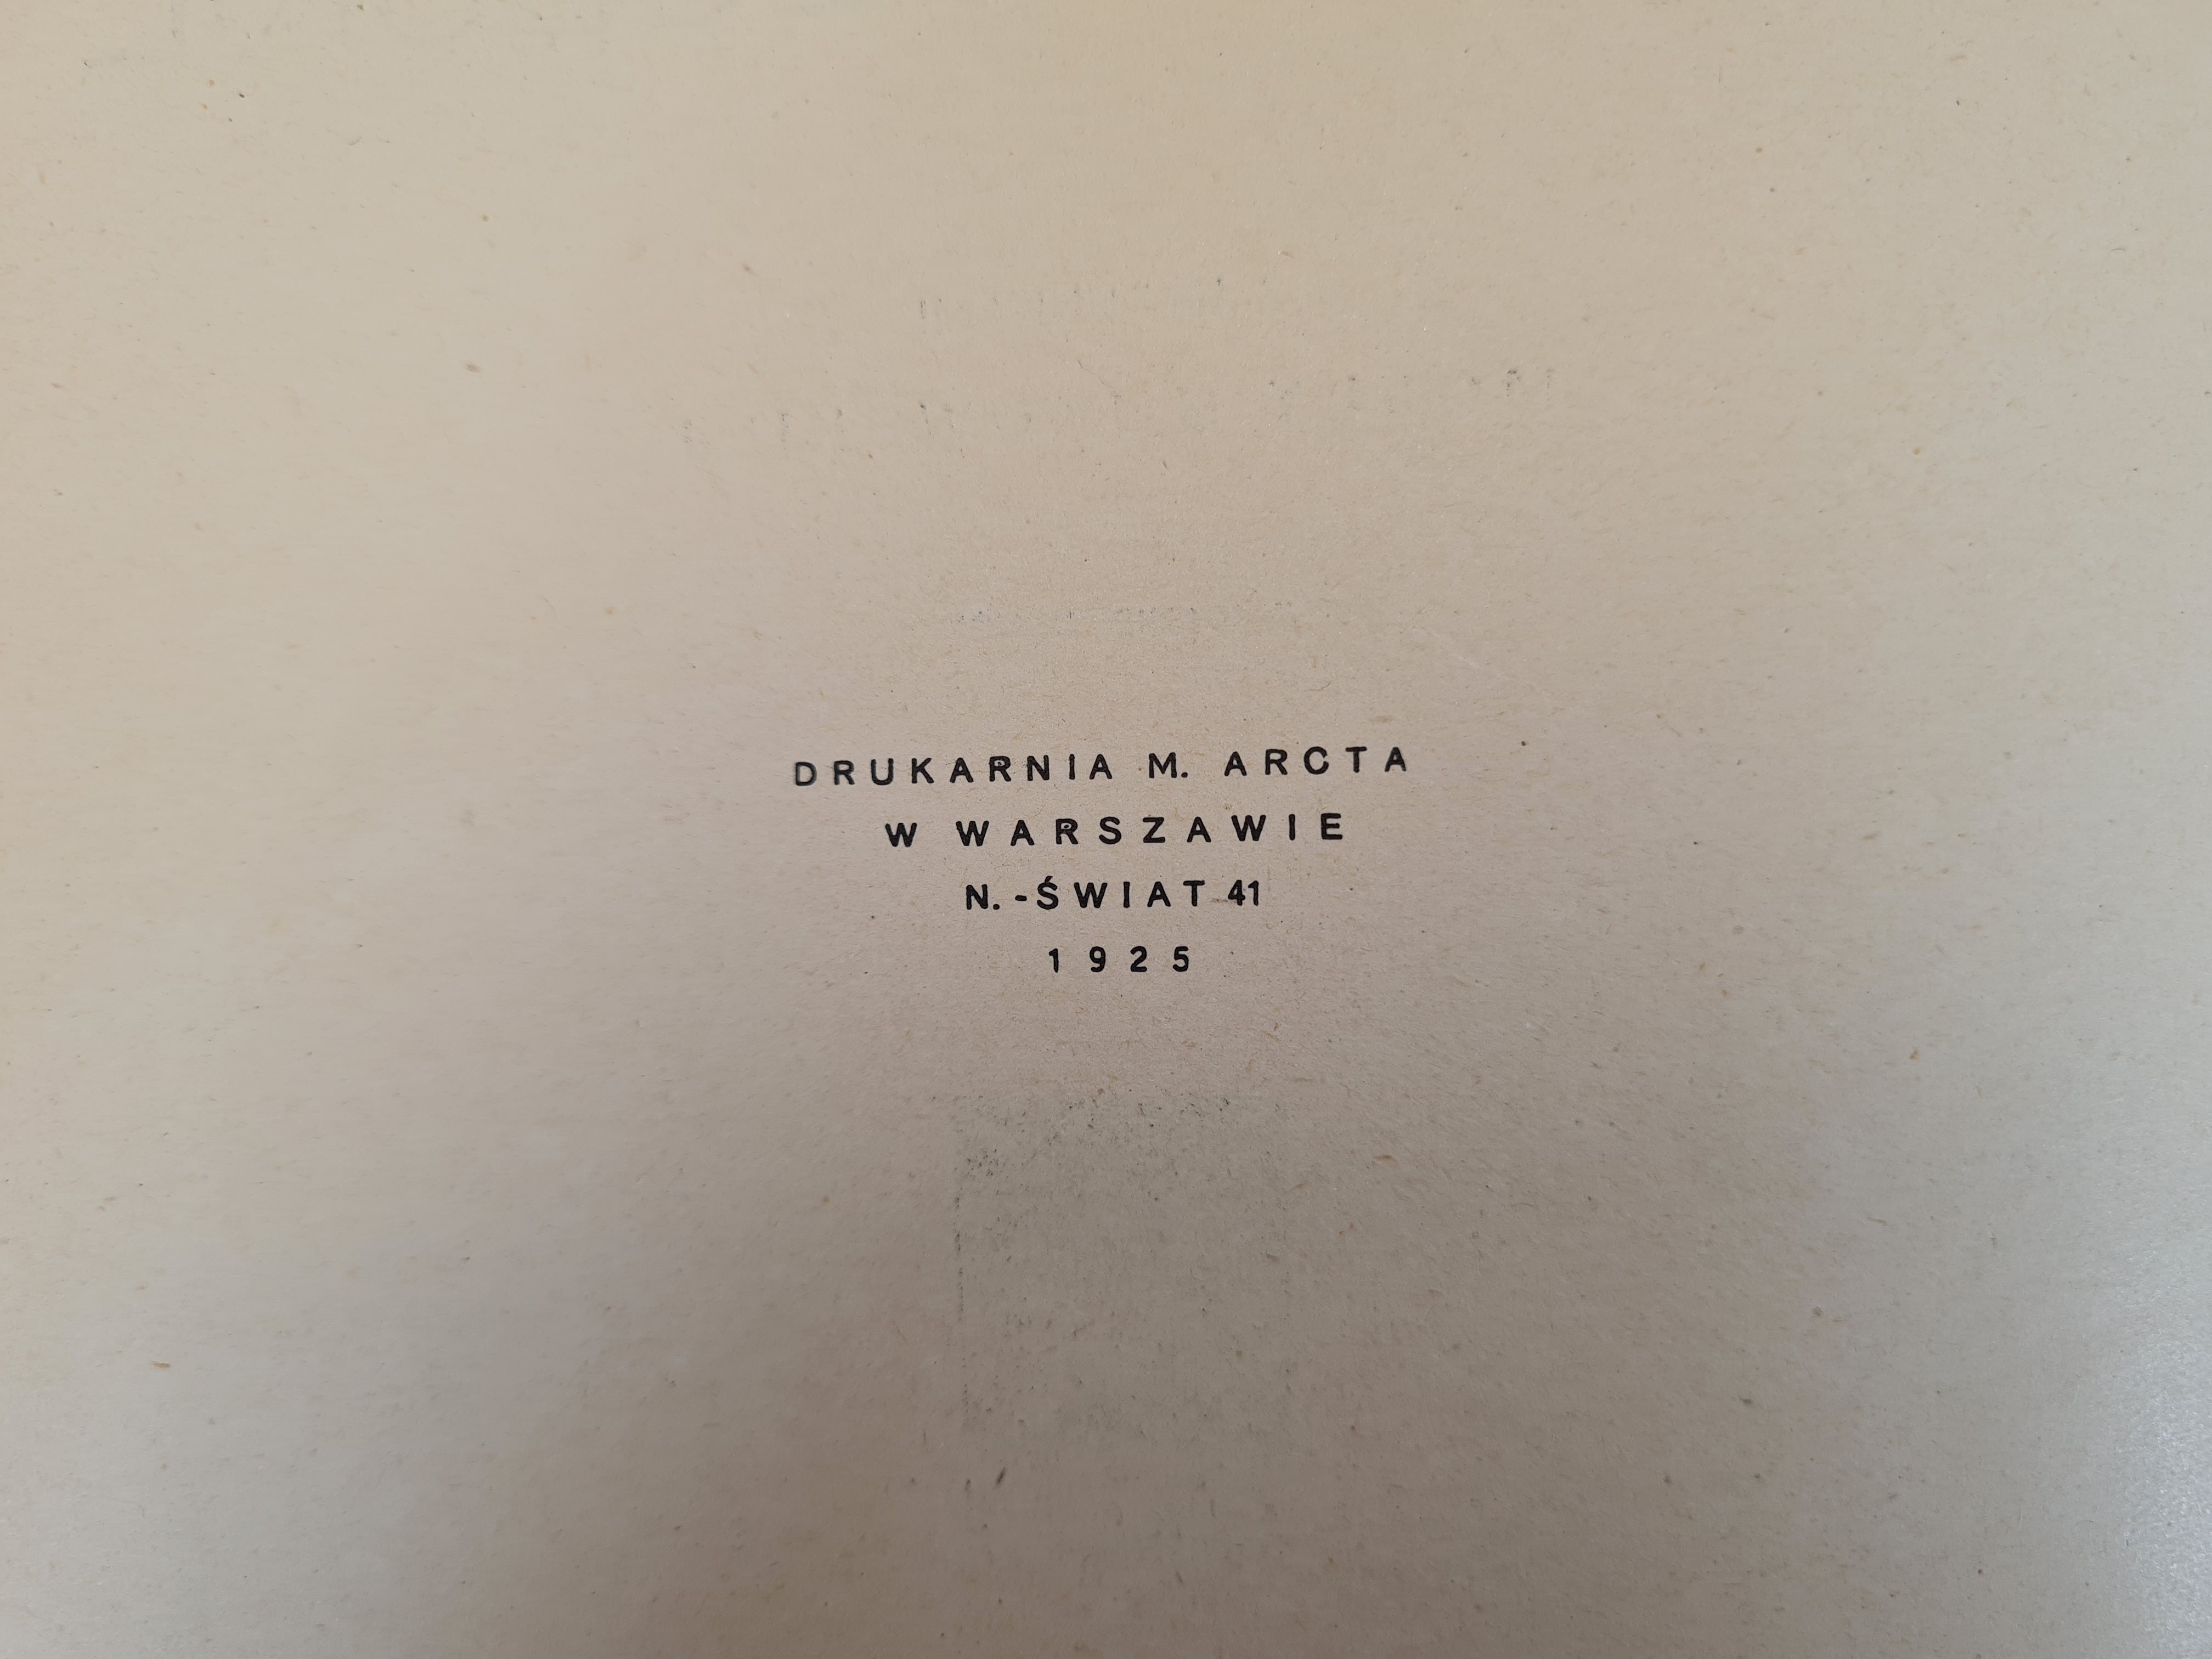 DRUKARNIA M. ARCTA
W WARSZAWIE
N.-ŚWIAT 41
1925